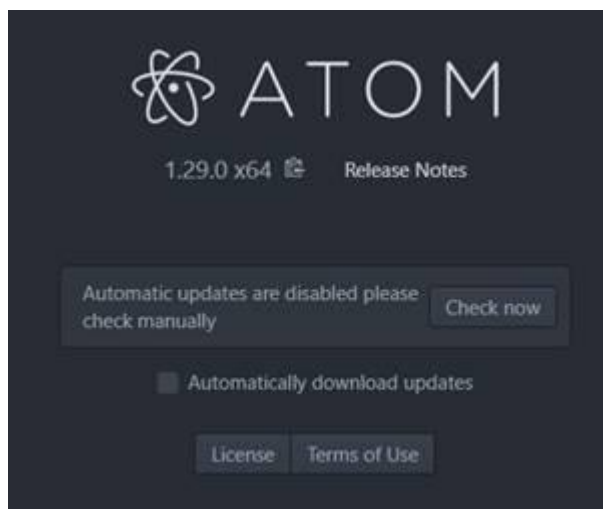 ATOM
1.29.0 x64 Release Notes
Automatic updates are disabled please
check manually
Check now
Automatically download updates
License Terms of Use